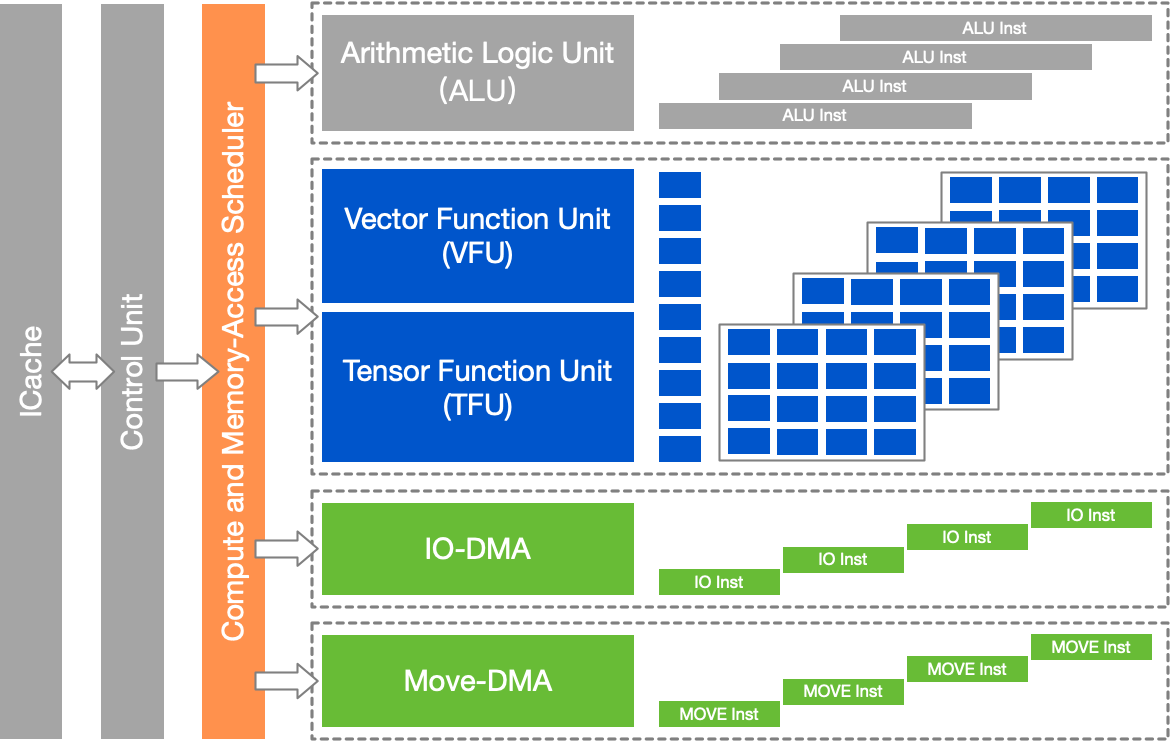 ICache
Control Unit
Compute and Memory-Access Scheduler
Arithmetic Logic Unit
(ALU)
ALU Inst
ALU Inst
ALU Inst
ALU Inst
Vector Function Unit
(VFU)
Tensor Function Unit
(TFU)
IO-DMA
IO Inst
IO Inst
IO Inst
IO Inst
Move-DMA
MOVE Inst
MOVE Inst
MOVE Inst
MOVE Inst